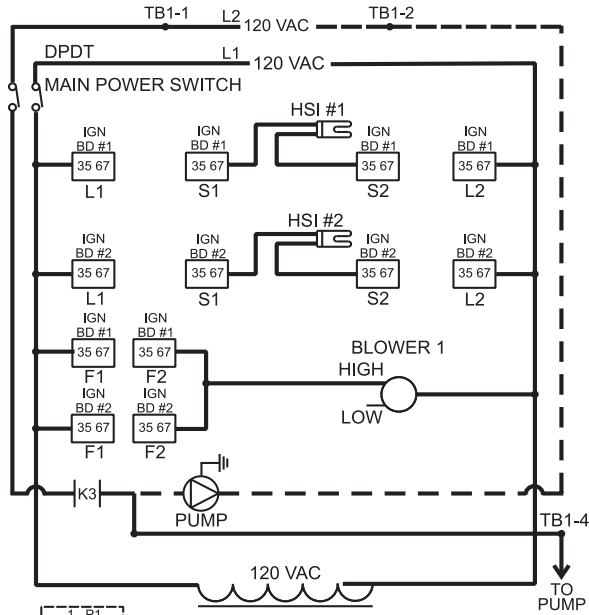 TB1-1 L2 120 VAC TB1-2
DPDT L1 120 VAC
MAIN POWER SWITCH
HSI #1
IGN IGN IGN IGN
BD #1 BD #1 BD #1 BD #1
35 67 35 67 35 67 35 67
L1 S1 S2 L2
HSI #2
IGN IGN IGN IGN
BD #2 BD #2 BD #2 BD #2
35 67 35 67 35 67 35 67
L1 S1 S2 L2
IGN IGN
BD #1 BD #1
35 67 35 67
F1 F2
BLOWER 1
HIGH
LOW
IGN IGN
BD #2 BD #2
35 67 35 67
F1 F2
K3
PUMP
TB1-4
120 VAC
TO
PUMP
1 B1